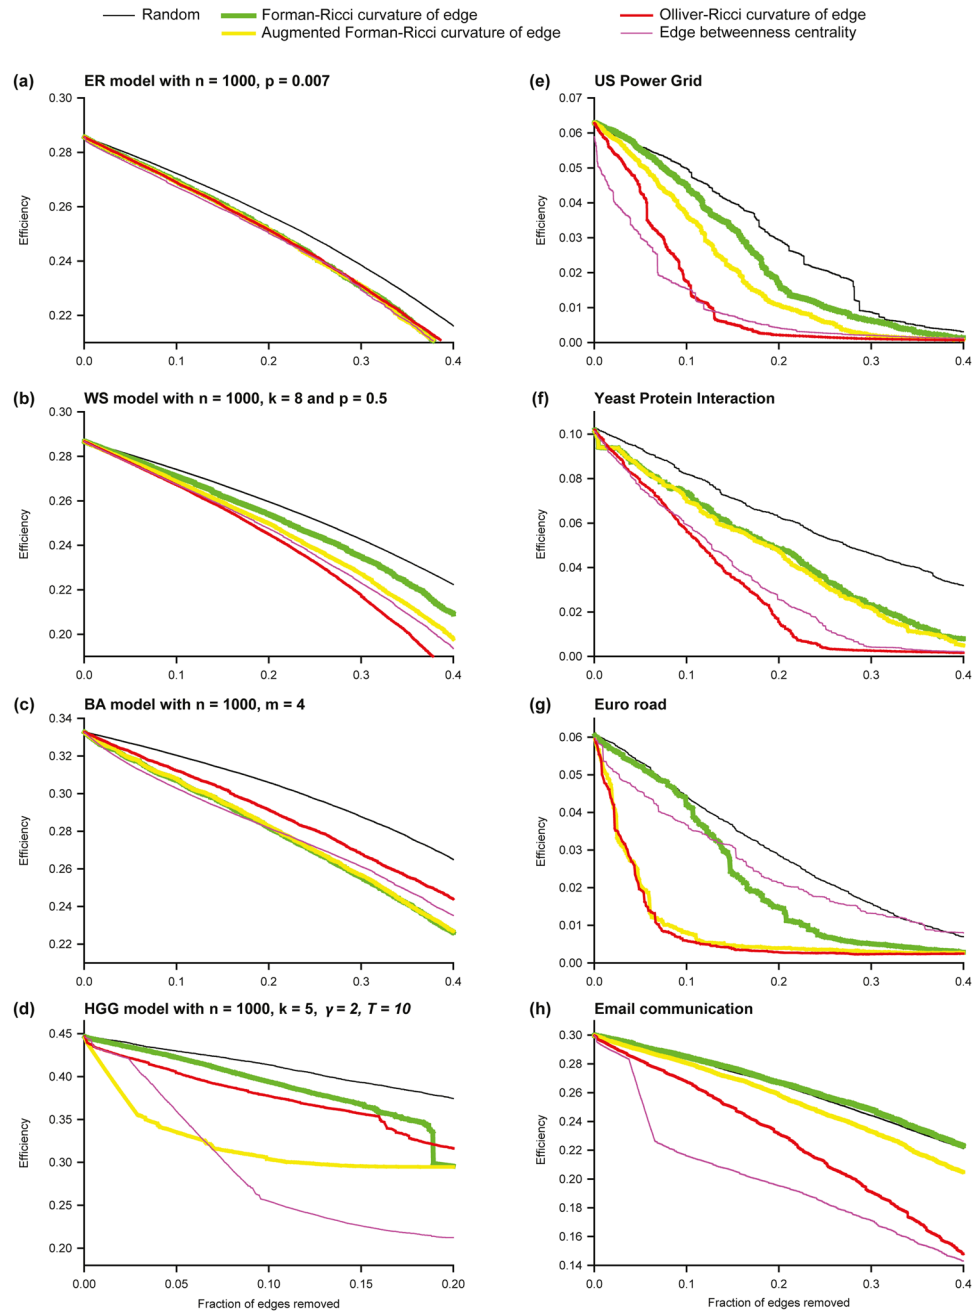 Random
Forman-Ricci curvature of edge
Olliver-Ricci curvature of edge
Augmented Forman-Ricci curvature of edge
Edge betweenness centrality
(a) ER model with n = 1000, p = 0.007
0.30
0.28
0.26
0.24
0.22
Efficiency
0.0 0.1 0.2 0.3 0.4
(e) US Power Grid
0.07
0.06
0.05
0.04
0.03
0.02
0.01
0.00
Efficiency
0.0 0.1 0.2 0.3 0.4
(b) WS model with n = 1000, k = 8 and p = 0.5
0.30
0.28
0.26
0.24
0.22
0.20
Efficiency
0.0 0.1 0.2 0.3 0.4
(f) Yeast Protein Interaction
0.10
0.08
0.06
0.04
0.02
0.00
Efficiency
0.0 0.1 0.2 0.3 0.4
(c) BA model with n = 1000, m = 4
0.34
0.32
0.30
0.28
0.26
0.24
0.22
Efficiency
0.0 0.1 0.2 0.3 0.4
(g) Euro road
0.06
0.05
0.04
0.03
0.02
0.01
0.00
Efficiency
0.0 0.1 0.2 0.3 0.4
(d) HGG model with n = 1000, k = 5, γ = 2, T = 10
0.45
0.40
0.35
0.30
0.25
0.20
Efficiency
0.00 0.05 0.10 0.15 0.20
Fraction of edges removed
(h) Email communication
0.30
0.28
0.26
0.24
0.22
0.20
0.18
0.16
0.14
Efficiency
0.0 0.1 0.2 0.3 0.4
Fraction of edges removed